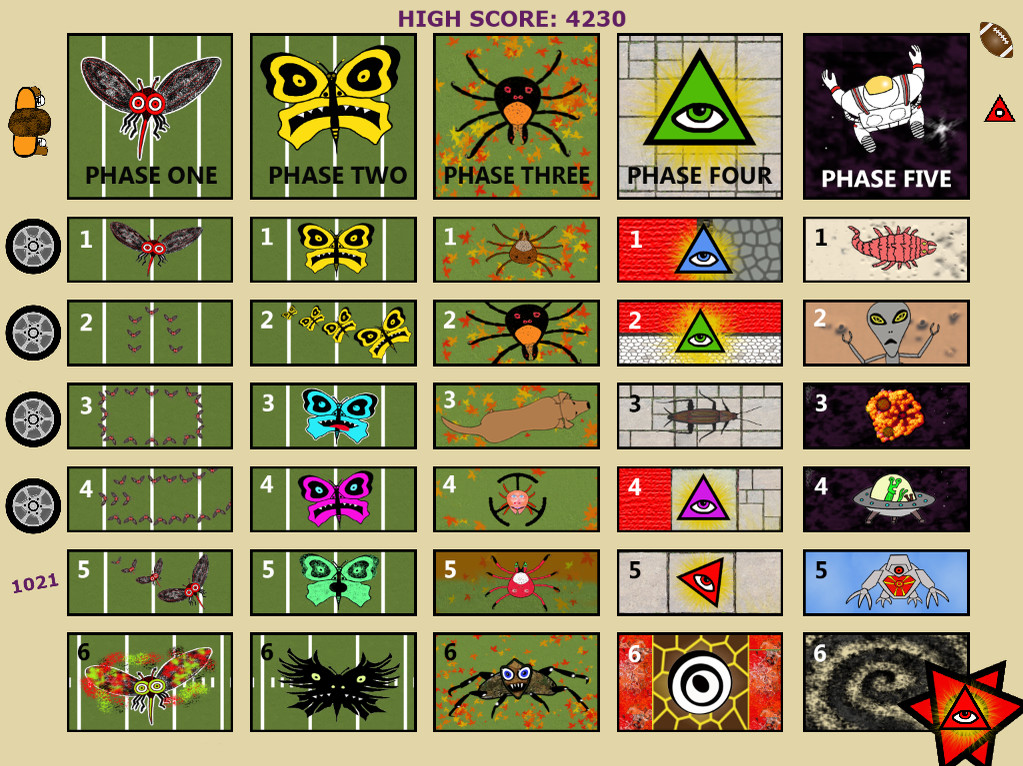 HIGH SCORE: 4230
PHASE ONE PHASE TWO PHASE THREE PHASE FOUR PHASE FIVE
1 1 1 1 1
2 2 2 2 2
3 3 3 3 3
4 4 4 4 4
1021 5 5 5 5 5
6 6 6 6 6